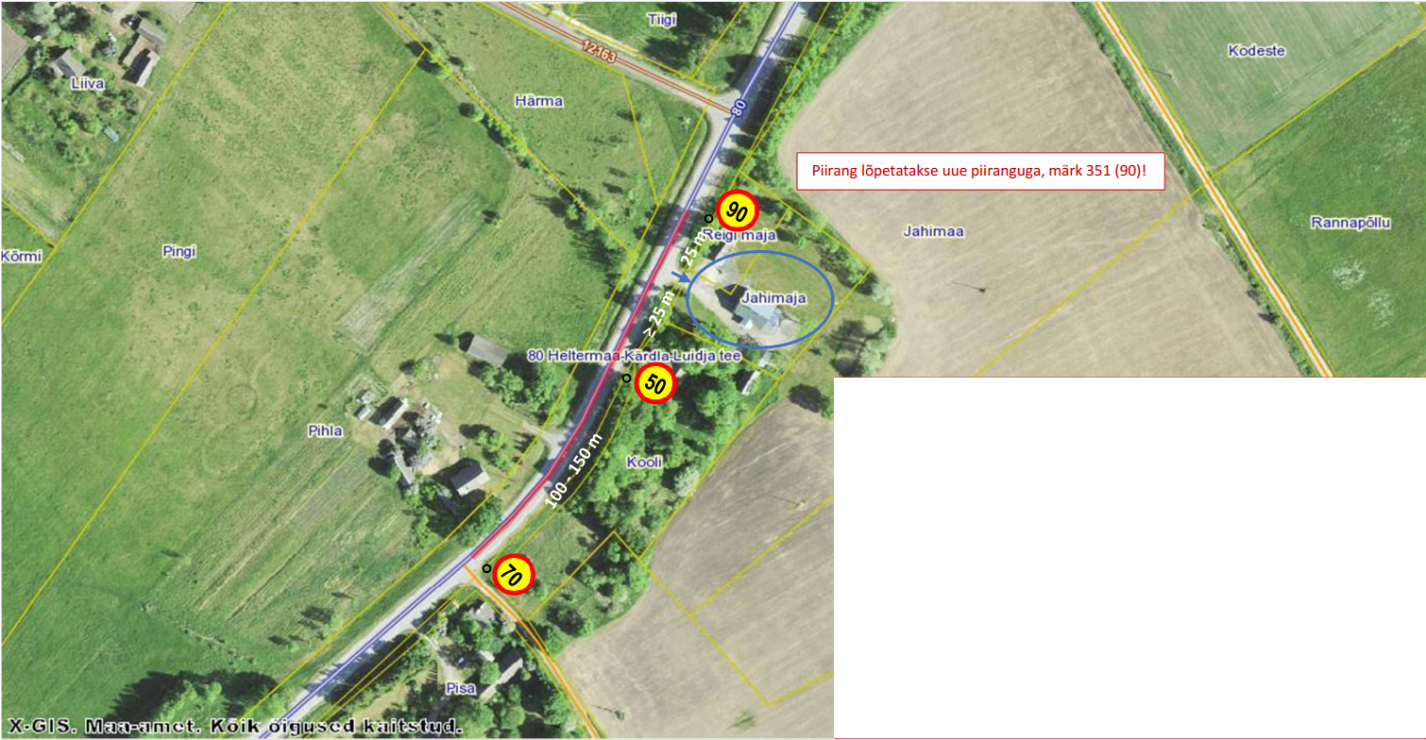 Tiigi
12163
Kodeste
Liiva
Härma
80
Piirang lõpetatakse uue piiranguga, märk 351 (90)!
90
Rannapõllu
Reigi maja
Jahimaa
Kõrmi
Pingi
25 m
Jahimaja
≥ 25 m
80 Heltermaa-Kärdla-Luidja tee
50
Pihla
Kooli
100 - 150 m
70
Pisa
X-GIS. Maa-amet. Kõik õigused kaitstud.